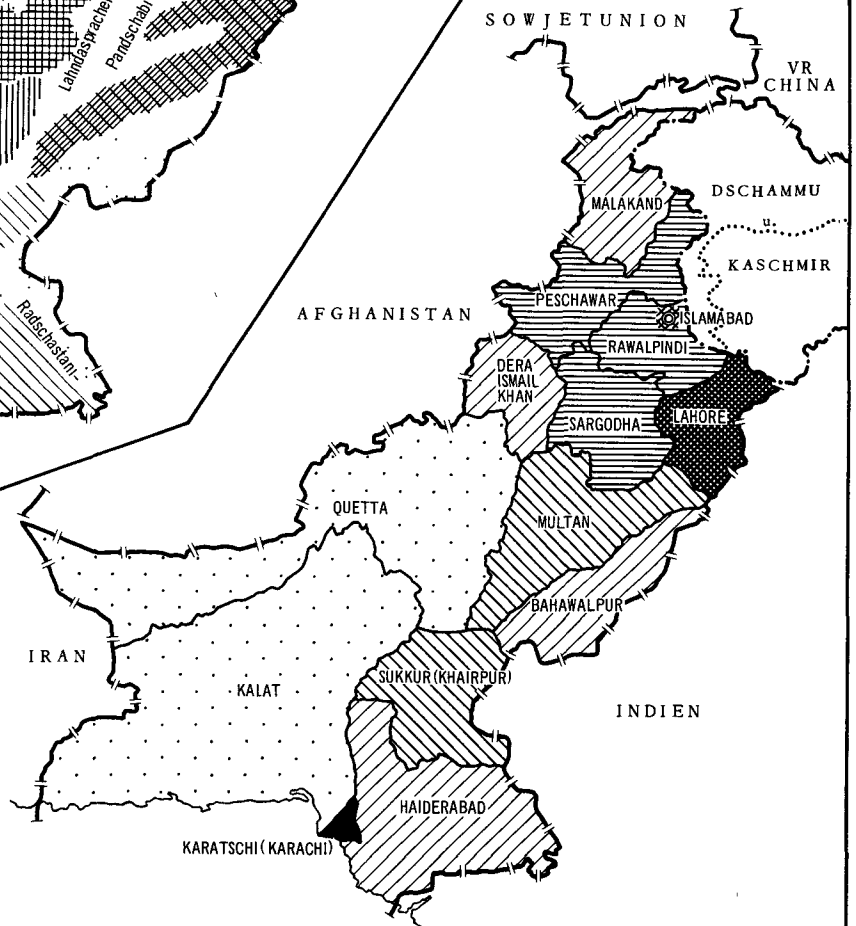 Lahndasprachen
Pandschabi
Radschastani
SOWJETUNION
VR
CHINA
MALAKAND
DSCHAMMU
u.
KASCHMIR
AFGHANISTAN
PESCHAWAR
ISLAMABAD
RAWALPINDI
DERA
ISMAIL
KHAN
SARGODHA
LAHORE
QUETTA
MULTAN
BAHAWALPUR
IRAN
SUKKUR (KHAIRPUR)
KALAT
INDIEN
HAIDERABAD
KARATSCHI (KARACHI)